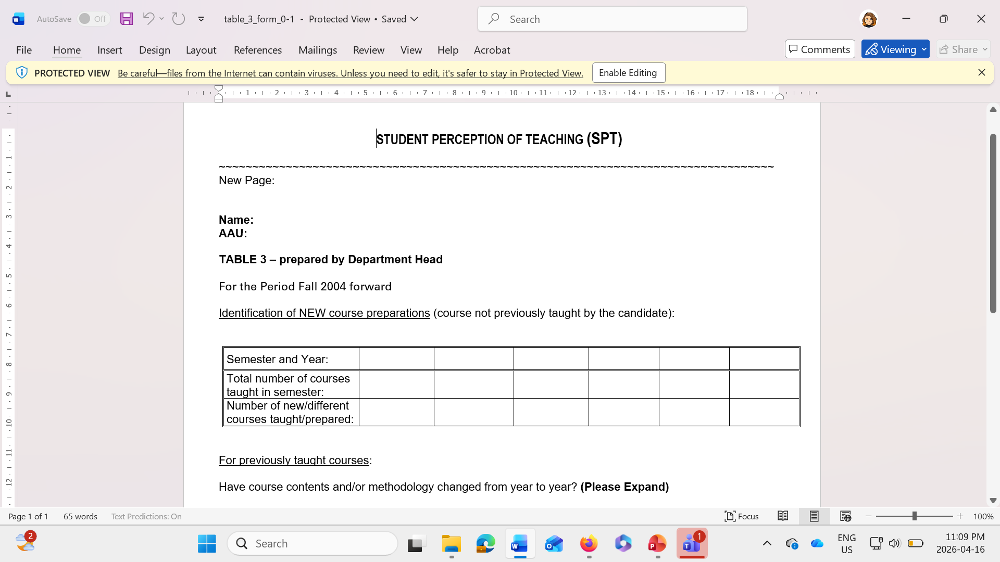 AutoSave Off table_3_form_0-1 - Protected View • Saved Search
File Home Insert Design Layout References Mailings Review View Help Acrobat Comments Viewing Share
PROTECTED VIEW Be careful—files from the Internet can contain viruses. Unless you need to edit, it's safer to stay in Protected View. Enable Editing
1 2 3 4 5 6 7 8 9 10 11 12 13 14 15 16 17 18
1
2
3
4
5
6
7
8
9
10
11
12
STUDENT PERCEPTION OF TEACHING (SPT)
~~~~~~~~~~~~~~~~~~~~~~~~~~~~~~~~~~~~~~~~~~~~~~~~~~~~~~~~~~~~~~~~~~~~~~~~~~~~~~~~~~~
New Page:
Name:
AAU:
TABLE 3 – prepared by Department Head
For the Period Fall 2004 forward
Identification of NEW course preparations (course not previously taught by the candidate):
Semester and Year:
Total number of courses
taught in semester:
Number of new/different
courses taught/prepared:
For previously taught courses:
Have course contents and/or methodology changed from year to year? (Please Expand)
Page 1 of 1 65 words Text Predictions: On Focus 100%
2 Search 1 ENG
US
11:09 PM
2026-04-16